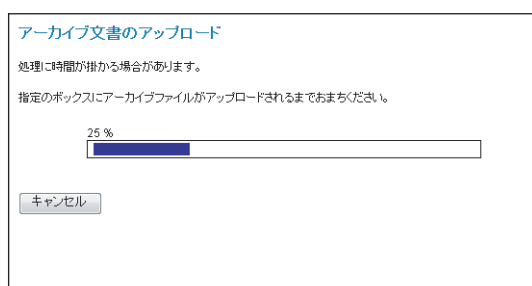 アーカイブ文書のアップロード
処理に時間が掛かる場合があります。
指定のボックスにアーカイブファイルがアップロードされるまでおまちください。
25 %
キャンセル